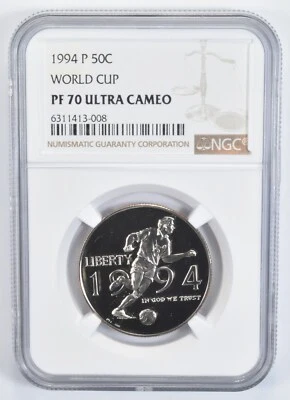 1994 P 50C
WORLD CUP
PF 70 ULTRA CAMEO
6311413-008
NUMISMATIC GUARANTY CORPORATION
NGC
LIBERTY
1994
IN GOD WE TRUST